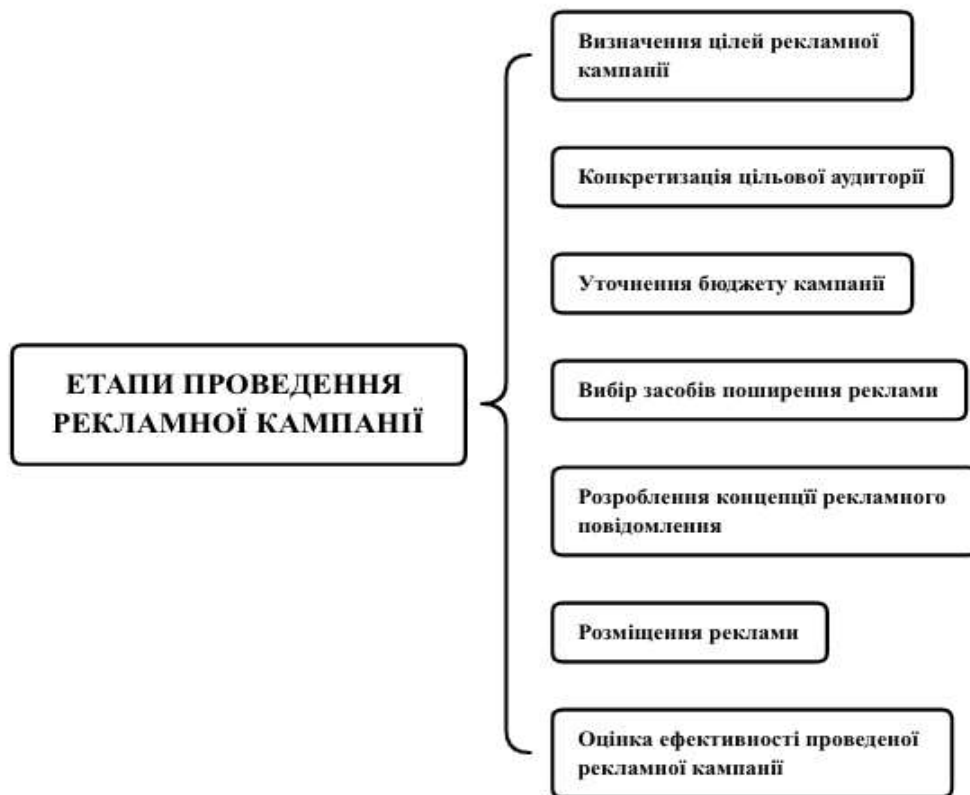 ЕТАПИ ПРОВЕДЕННЯ
РЕКЛАМНОЇ КАМПАНІЇ
Визначення цілей рекламної
кампанії
Конкретизація цільової аудиторії
Уточнення бюджету кампанії
Вибір засобів поширення реклами
Розроблення концепції рекламного
повідомлення
Розміщення реклами
Оцінка ефективності проведеної
рекламної кампанії